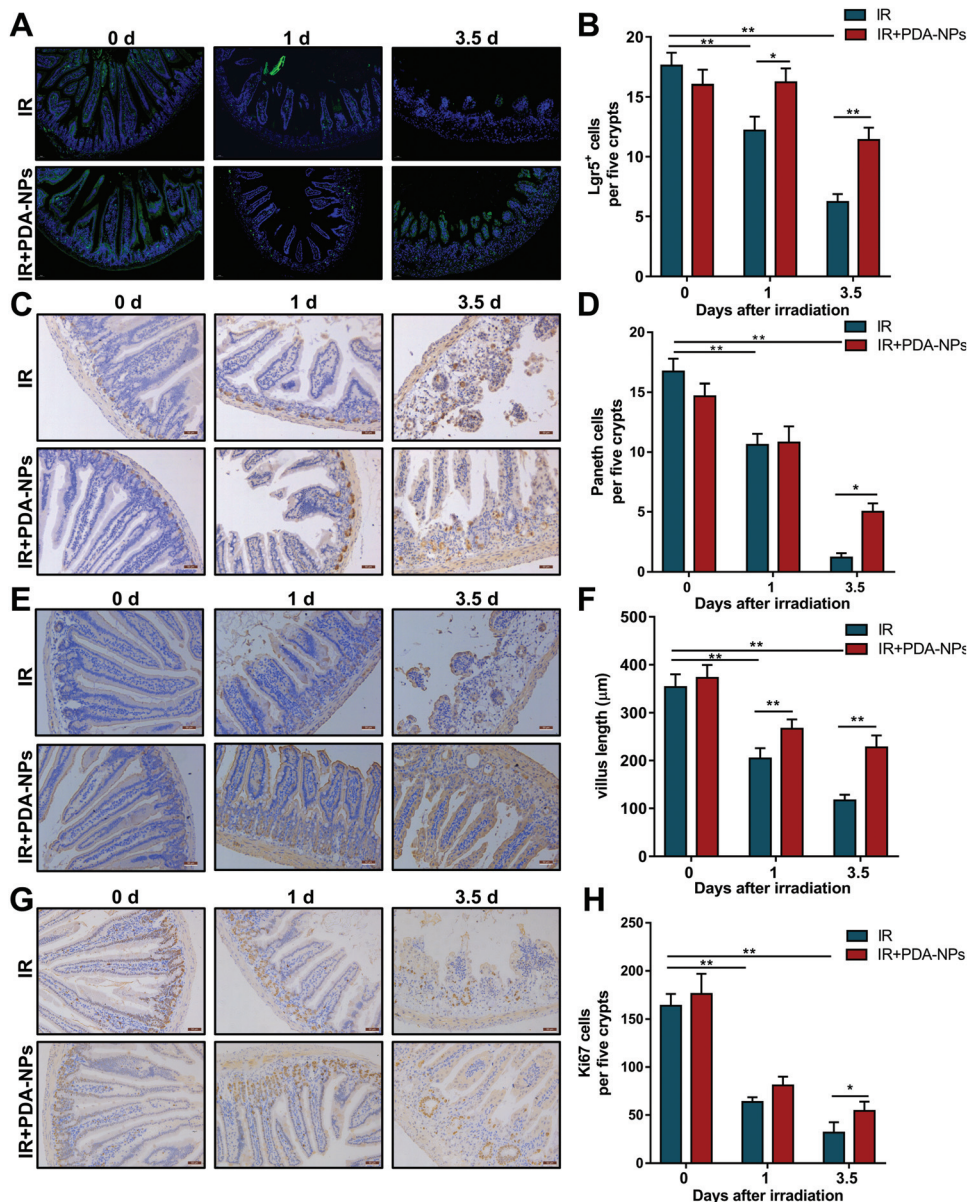 A
0 d
1 d
3.5 d
IR
IR+PDA-NPs
B
IR
IR+PDA-NPs
Lgr5+ cells
per five crypts
20
15
10
5
0
**
**
*
**
0
1
3.5
Days after irradiation
C
0 d
1 d
3.5 d
IR
IR+PDA-NPs
D
IR
IR+PDA-NPs
Paneth cells
per five crypts
20
15
10
5
0
**
**
*
0
1
3.5
Days after irradiation
E
0 d
1 d
3.5 d
IR
IR+PDA-NPs
F
IR
IR+PDA-NPs
villus length (μm)
500
400
300
200
100
0
**
**
**
**
0
1
3.5
Days after irradiation
G
0 d
1 d
3.5 d
IR
IR+PDA-NPs
H
IR
IR+PDA-NPs
Ki67 cells
per five crypts
250
200
150
100
50
0
**
**
*
0
1
3.5
Days after irradiation